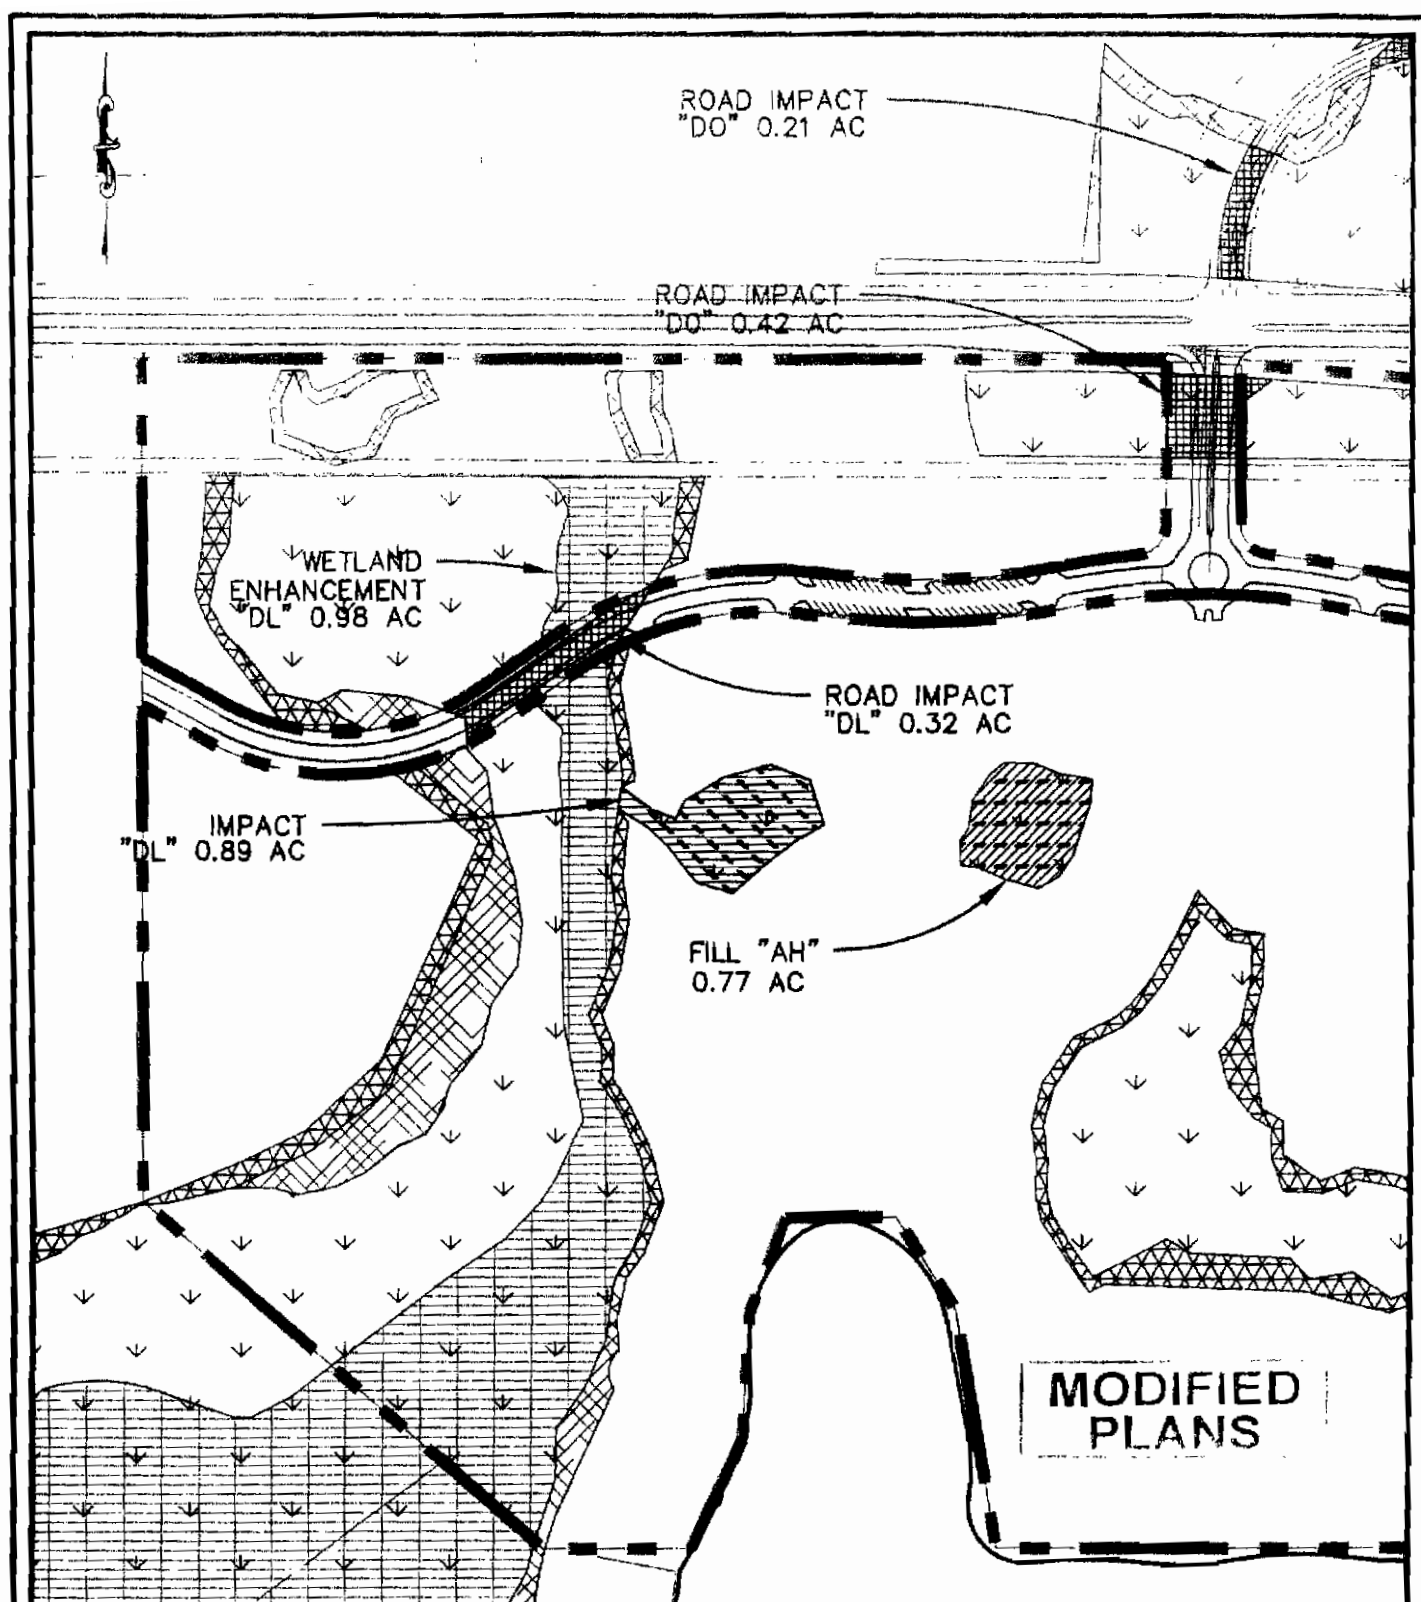 ROAD IMPACT
"DO" 0.21 AC
ROAD IMPACT
"DO" 0.42 AC
WETLAND
ENHANCEMENT
"DL" 0.98 AC
ROAD IMPACT
"DL" 0.32 AC
IMPACT
"DL" 0.89 AC
FILL "AH"
0.77 AC
MODIFIED
PLANS